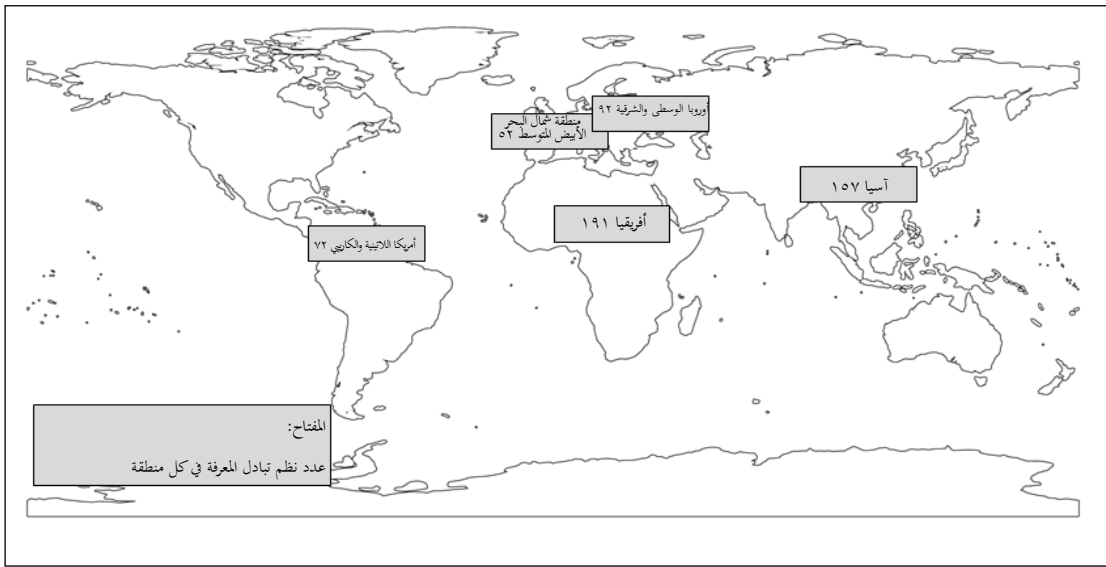 أوروبا الوسطى والشرقية ٩٢
منطقة شمال البحر
الأبيض المتوسط ٥٢
آسيا ١٥٧
أفريقيا ١٩١
أمريكا اللاتينية والكاريبي ٧٢
المفتاح:
عدد نظم تبادل المعرفة في كل منطقة